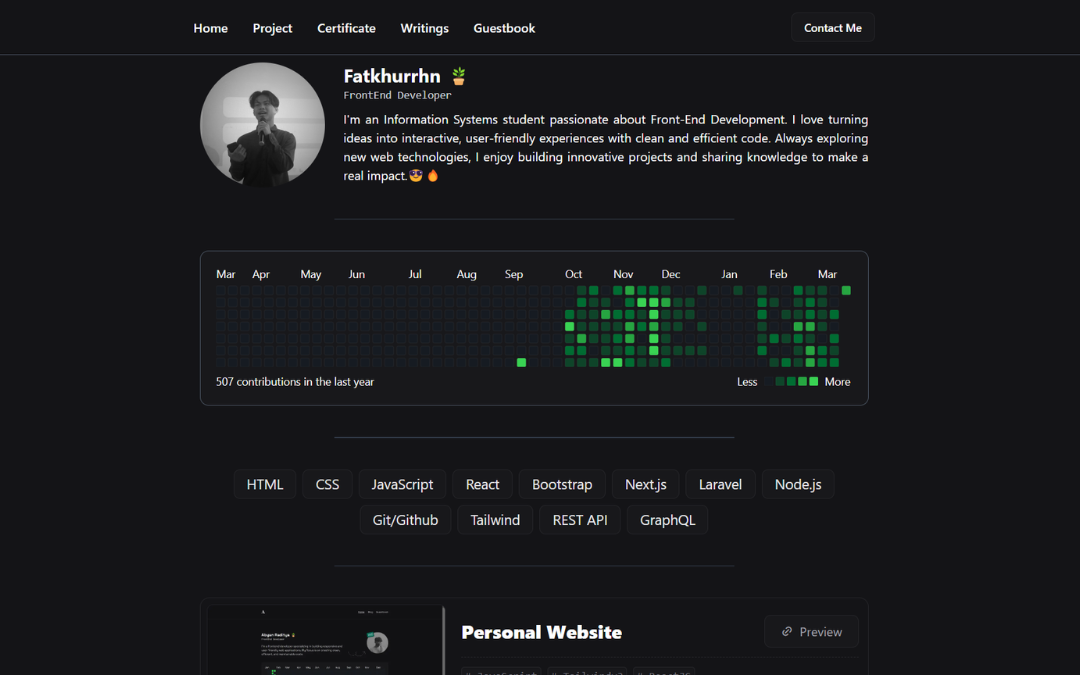 Home Project Certificate Writings Guestbook Contact Me
Fatkhurrhn
FrontEnd Developer
I'm an Information Systems student passionate about Front-End Development. I love turning
ideas into interactive, user-friendly experiences with clean and efficient code. Always exploring
new web technologies, I enjoy building innovative projects and sharing knowledge to make a
real impact.😎🔥
Mar Apr May Jun Jul Aug Sep Oct Nov Dec Jan Feb Mar
507 contributions in the last year
Less More
HTML CSS JavaScript React Bootstrap Next.js Laravel Node.js
Git/Github Tailwind REST API GraphQL
Personal Website
Preview